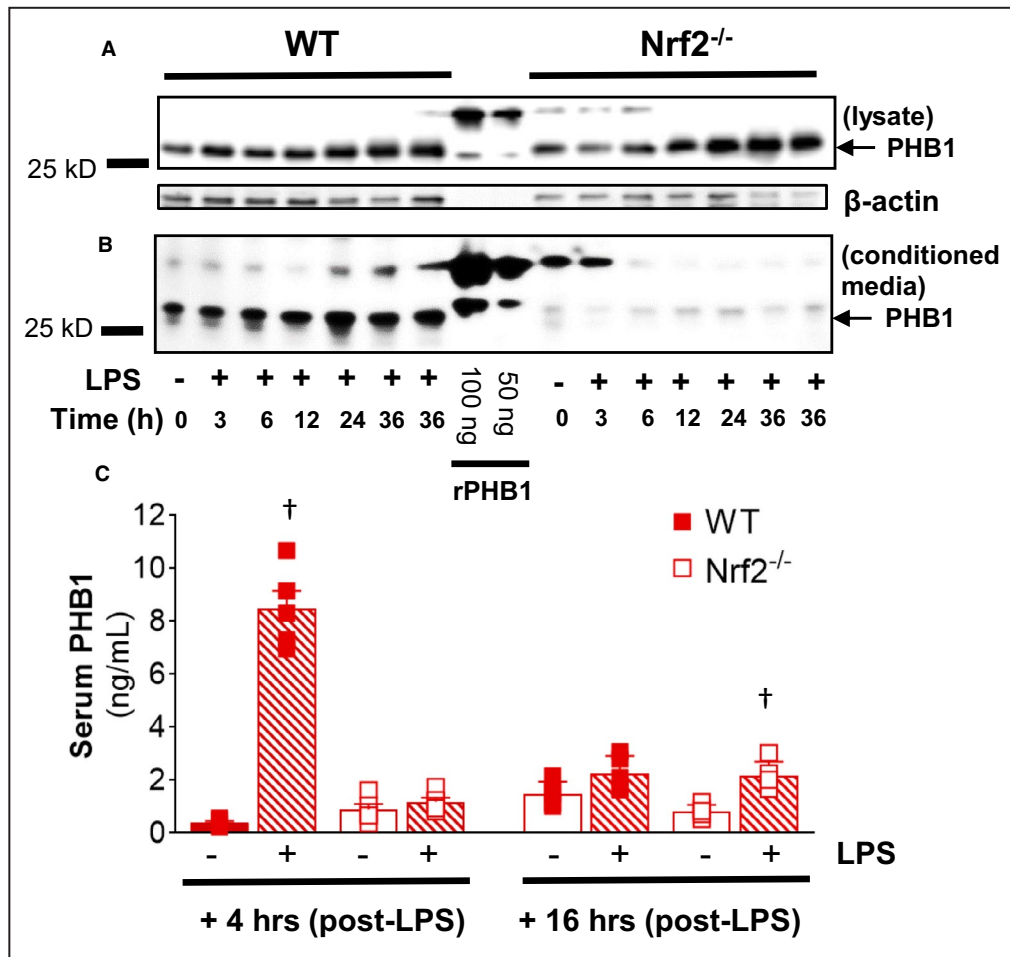 A
WT
Nrf2-/-
(lysate)
PHB1
25 kD
β-actin
B
(conditioned
media)
PHB1
25 kD
LPS - + + + + + + 100 ng 50 ng - + + + + + +
Time (h) 0 3 6 12 24 36 36 0 3 6 12 24 36 36
rPHB1
C
Serum PHB1
(ng/mL)
12
10
8
6
4
2
0
†
†
WT
Nrf2-/-
- + - + - + - + LPS
+ 4 hrs (post-LPS) + 16 hrs (post-LPS)